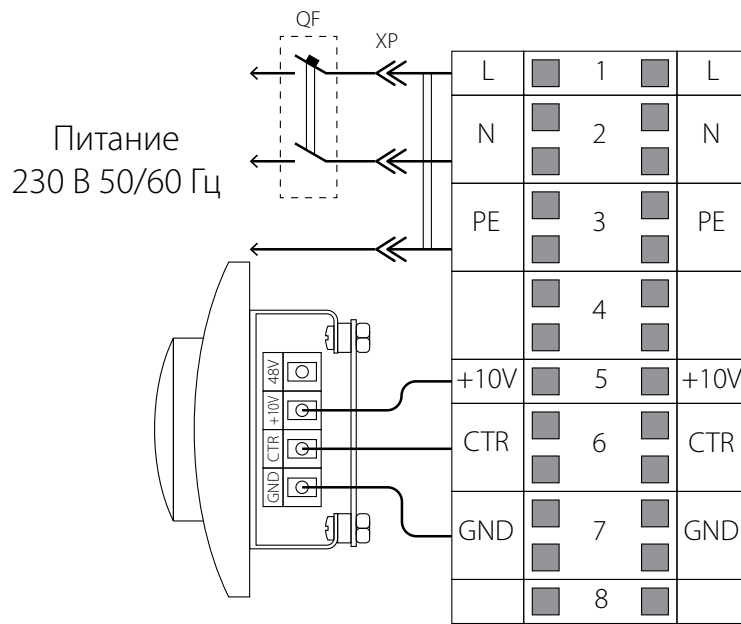 QF
XP
Питание
230 В 50/60 Гц
L 1 L
N 2 N
PE 3 PE
4
+10V 5 +10V
CTR 6 CTR
GND 7 GND
8
48V
+10V
CTR
GND